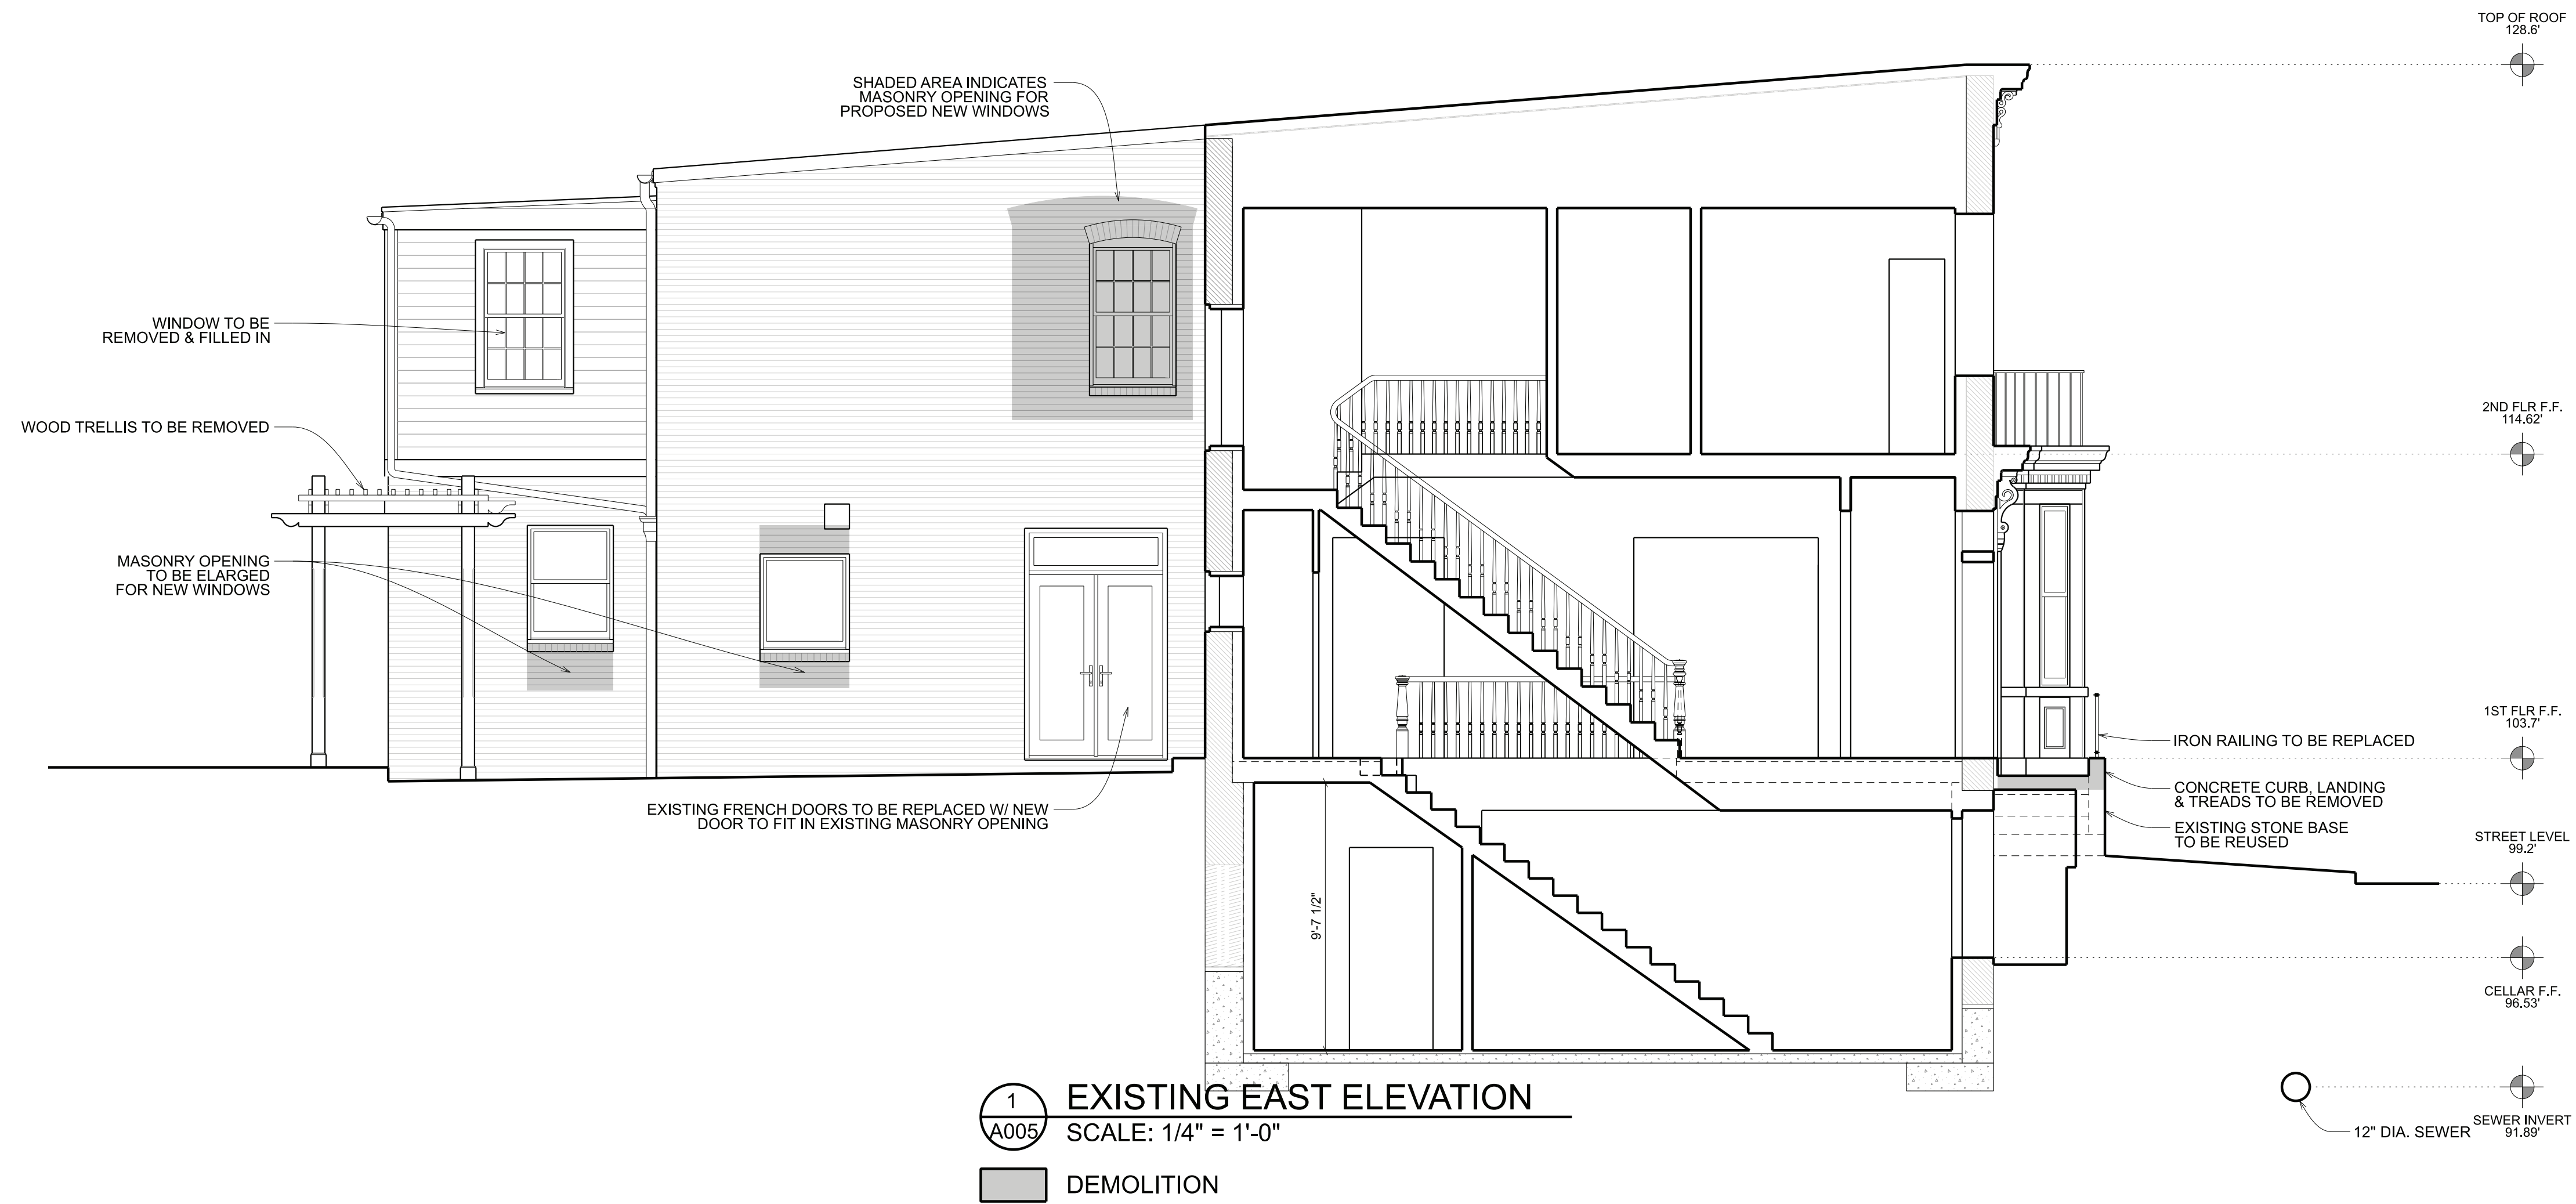 TOP OF ROOF
128.6'
SHADED AREA INDICATES
MASONRY OPENING FOR
PROPOSED NEW WINDOWS
WINDOW TO BE
REMOVED & FILLED IN
WOOD TRELLIS TO BE REMOVED
2ND FLR F.F.
114.62'
MASONRY OPENING
TO BE ELARGED
FOR NEW WINDOWS
1ST FLR F.F.
103.7'
IRON RAILING TO BE REPLACED
CONCRETE CURB, LANDING
& TREADS TO BE REMOVED
EXISTING STONE BASE
TO BE REUSED
EXISTING FRENCH DOORS TO BE REPLACED W/ NEW
DOOR TO FIT IN EXISTING MASONRY OPENING
STREET LEVEL
99.2'
9'-7 1/2"
CELLAR F.F.
96.53'
12" DIA. SEWER
SEWER INVERT
91.89'
1
A005
EXISTING EAST ELEVATION
SCALE: 1/4" = 1'-0"
DEMOLITION